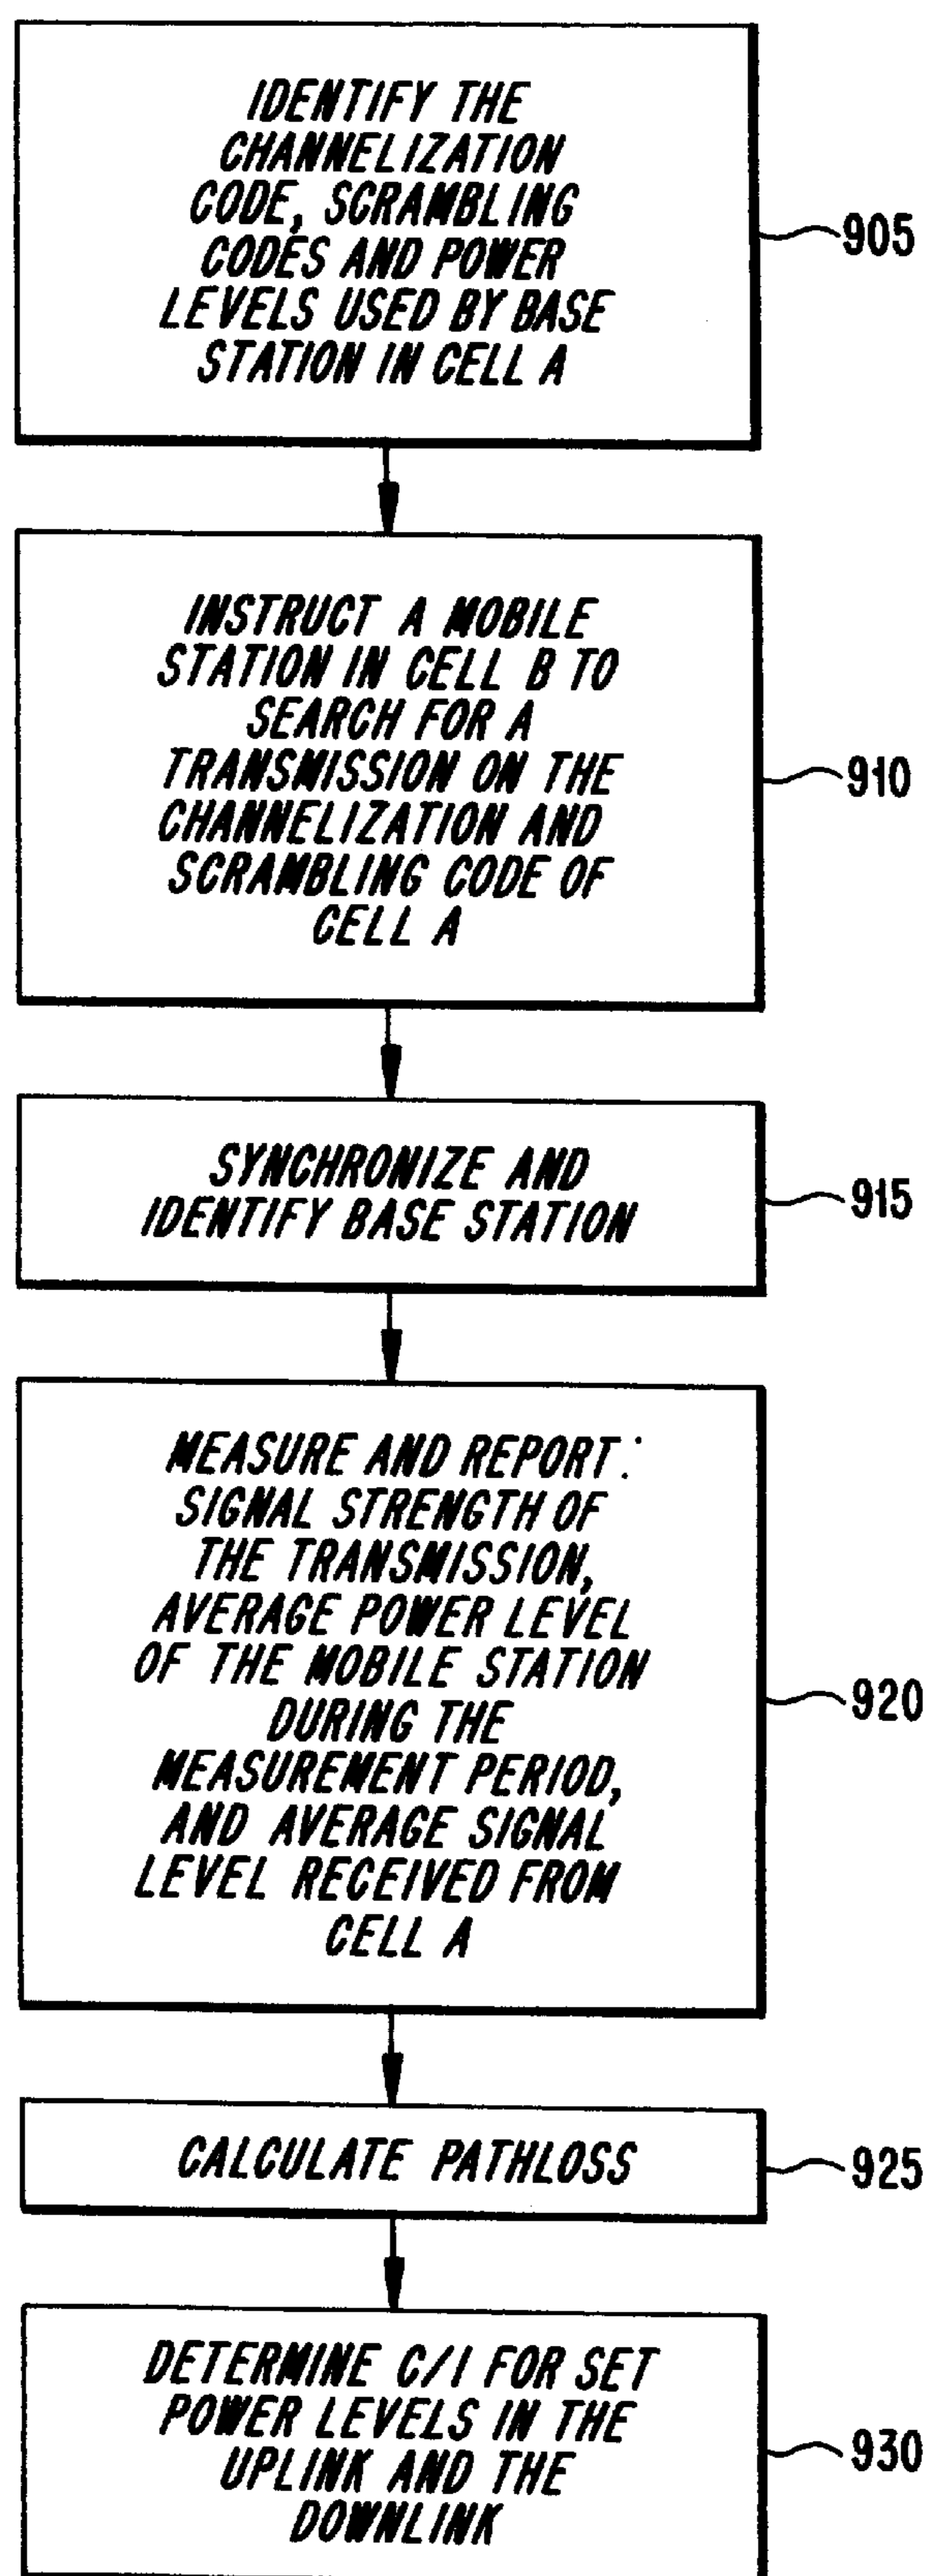 IDENTIFY THE
CHANNELIZATION
CODE, SCRAMBLING
CODES AND POWER
LEVELS USED BY BASE
STATION IN CELL A
905
INSTRUCT A MOBILE
STATION IN CELL B TO
SEARCH FOR A
TRANSMISSION ON THE
CHANNELIZATION AND
SCRAMBLING CODE OF
CELL A
910
SYNCHRONIZE AND
IDENTIFY BASE STATION
915
MEASURE AND REPORT:
SIGNAL STRENGTH OF
THE TRANSMISSION,
AVERAGE POWER LEVEL
OF THE MOBILE STATION
DURING THE
MEASUREMENT PERIOD,
AND AVERAGE SIGNAL
LEVEL RECEIVED FROM
CELL A
920
CALCULATE PATHLOSS
925
DETERMINE C/I FOR SET
POWER LEVELS IN THE
UPLINK AND THE
DOWNLINK
930